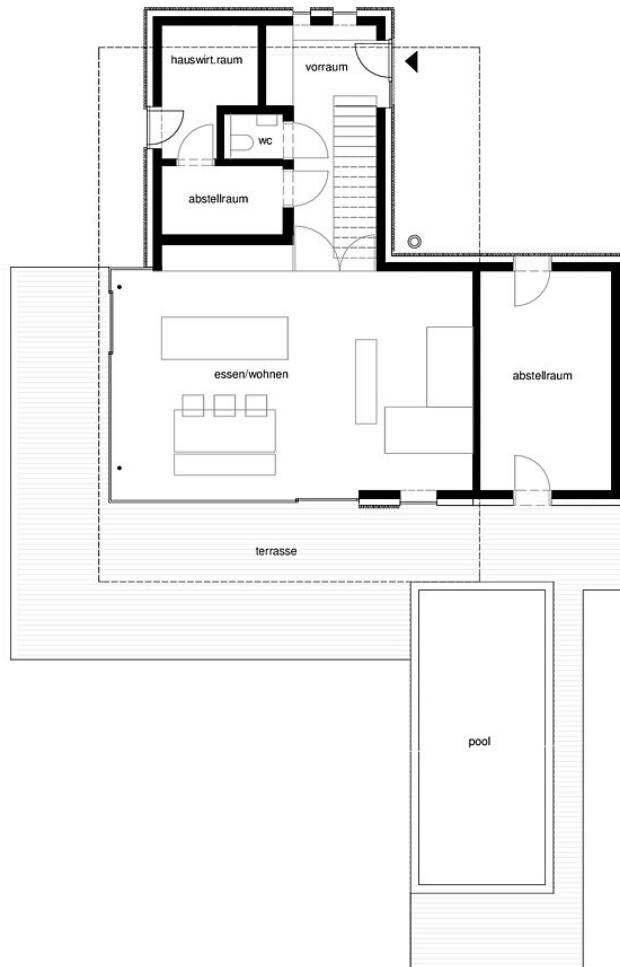 hauswirt.raum
vorraum
wc
abstellraum
essen/wohnen
abstellraum
terrasse
pool